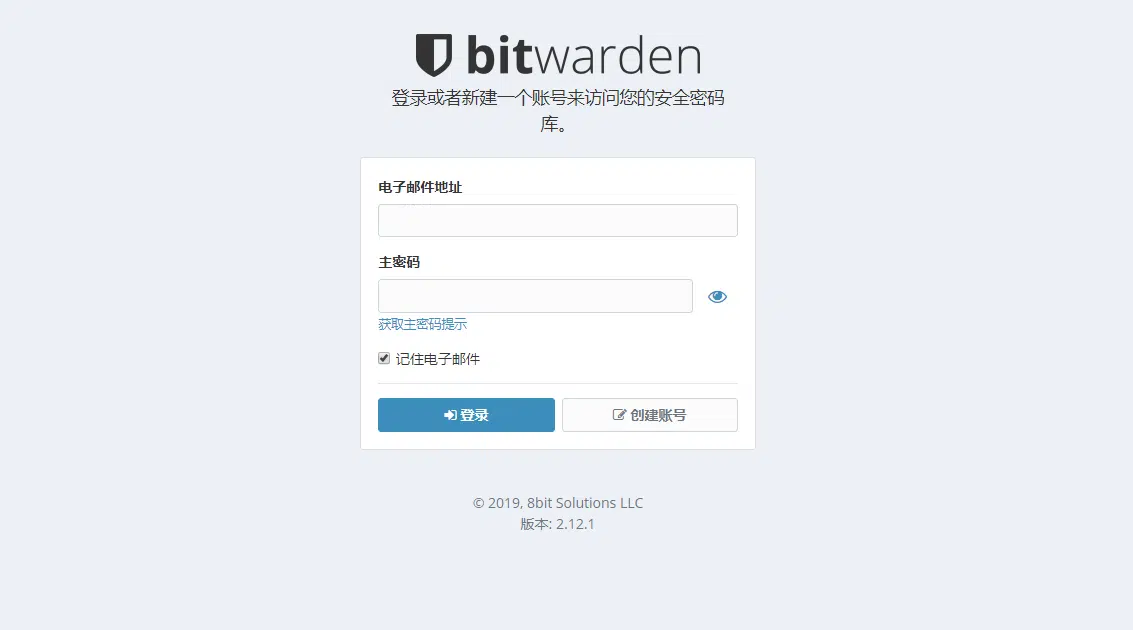 bitwarden
登录或者新建一个账号来访问您的安全密码
库。
电子邮件地址
主密码
获取主密码提示
记住电子邮件
登录
创建账号
© 2019, 8bit Solutions LLC
版本: 2.12.1